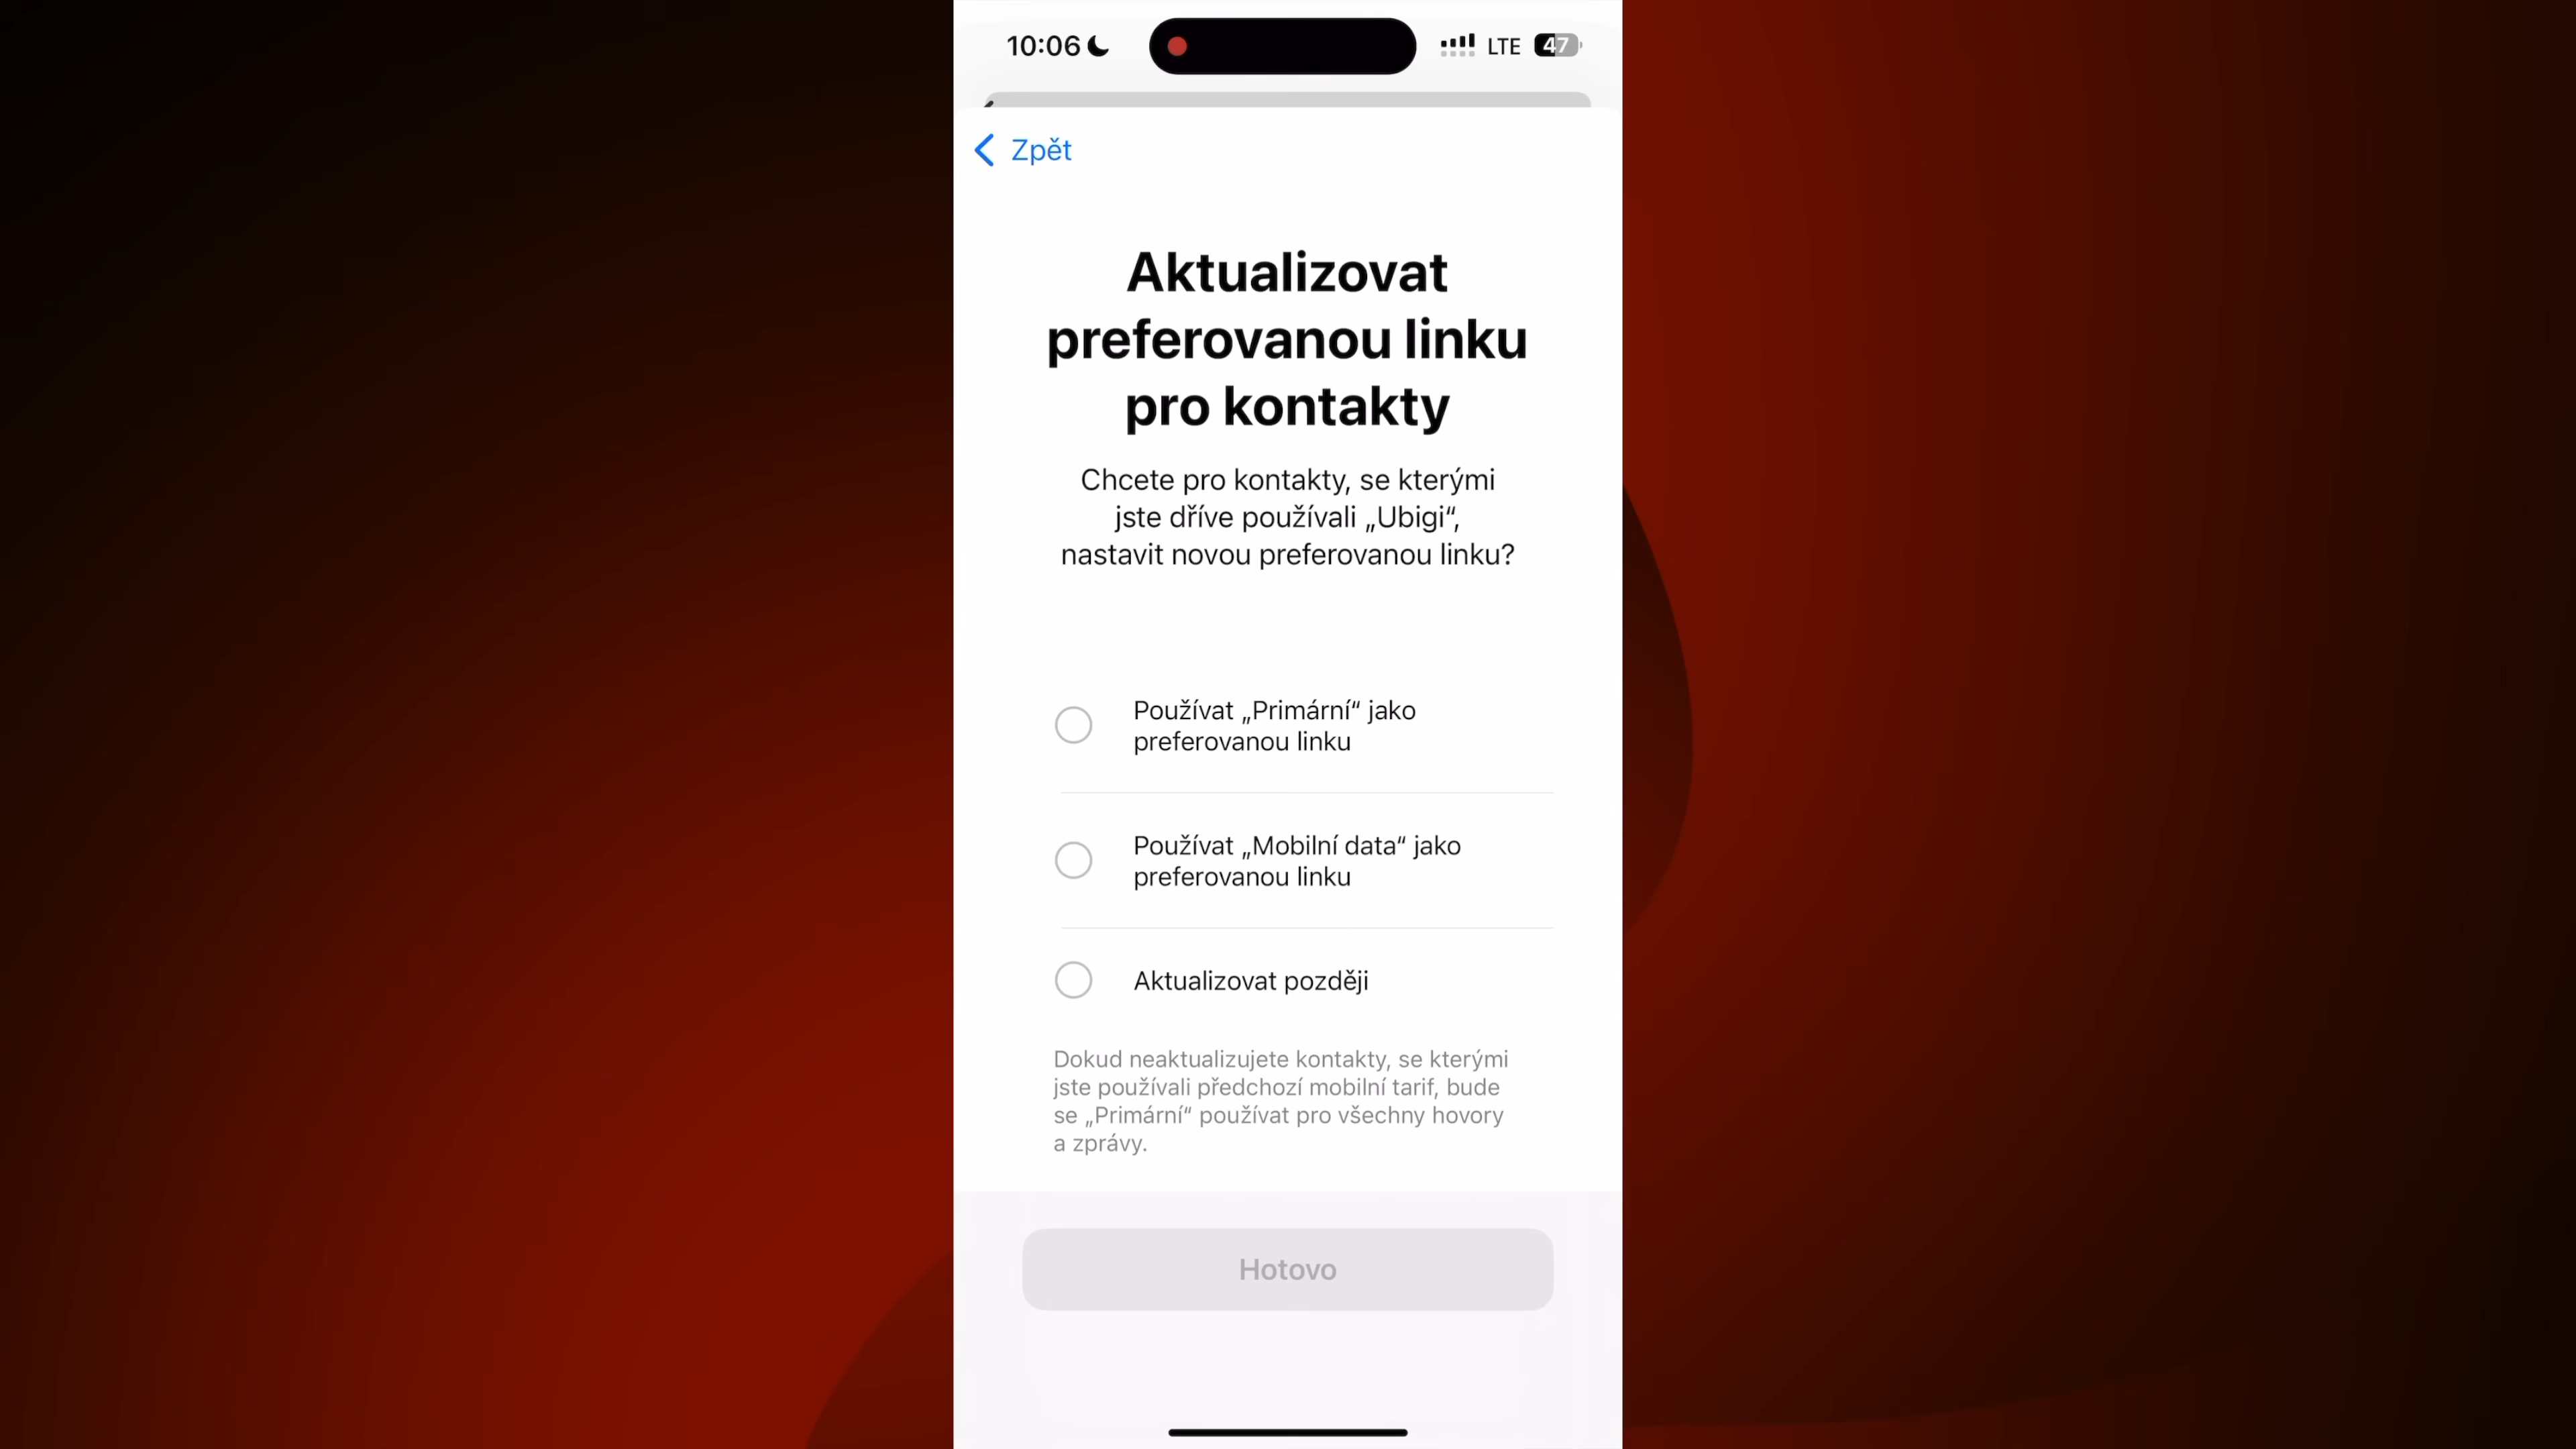 10:06
LTE
47
Zpět
Aktualizovat
preferovanou linku
pro kontakty
Chcete pro kontakty, se kterými
jste dříve používali „Ubigi“,
nastavit novou preferovanou linku?
Používat „Primární“ jako
preferovanou linku
Používat „Mobilní data“ jako
preferovanou linku
Aktualizovat později
Dokud neaktualizujete kontakty, se kterými
jste používali předchozí mobilní tarif, bude
se „Primární“ používat pro všechny hovory
a zprávy.
Hotovo